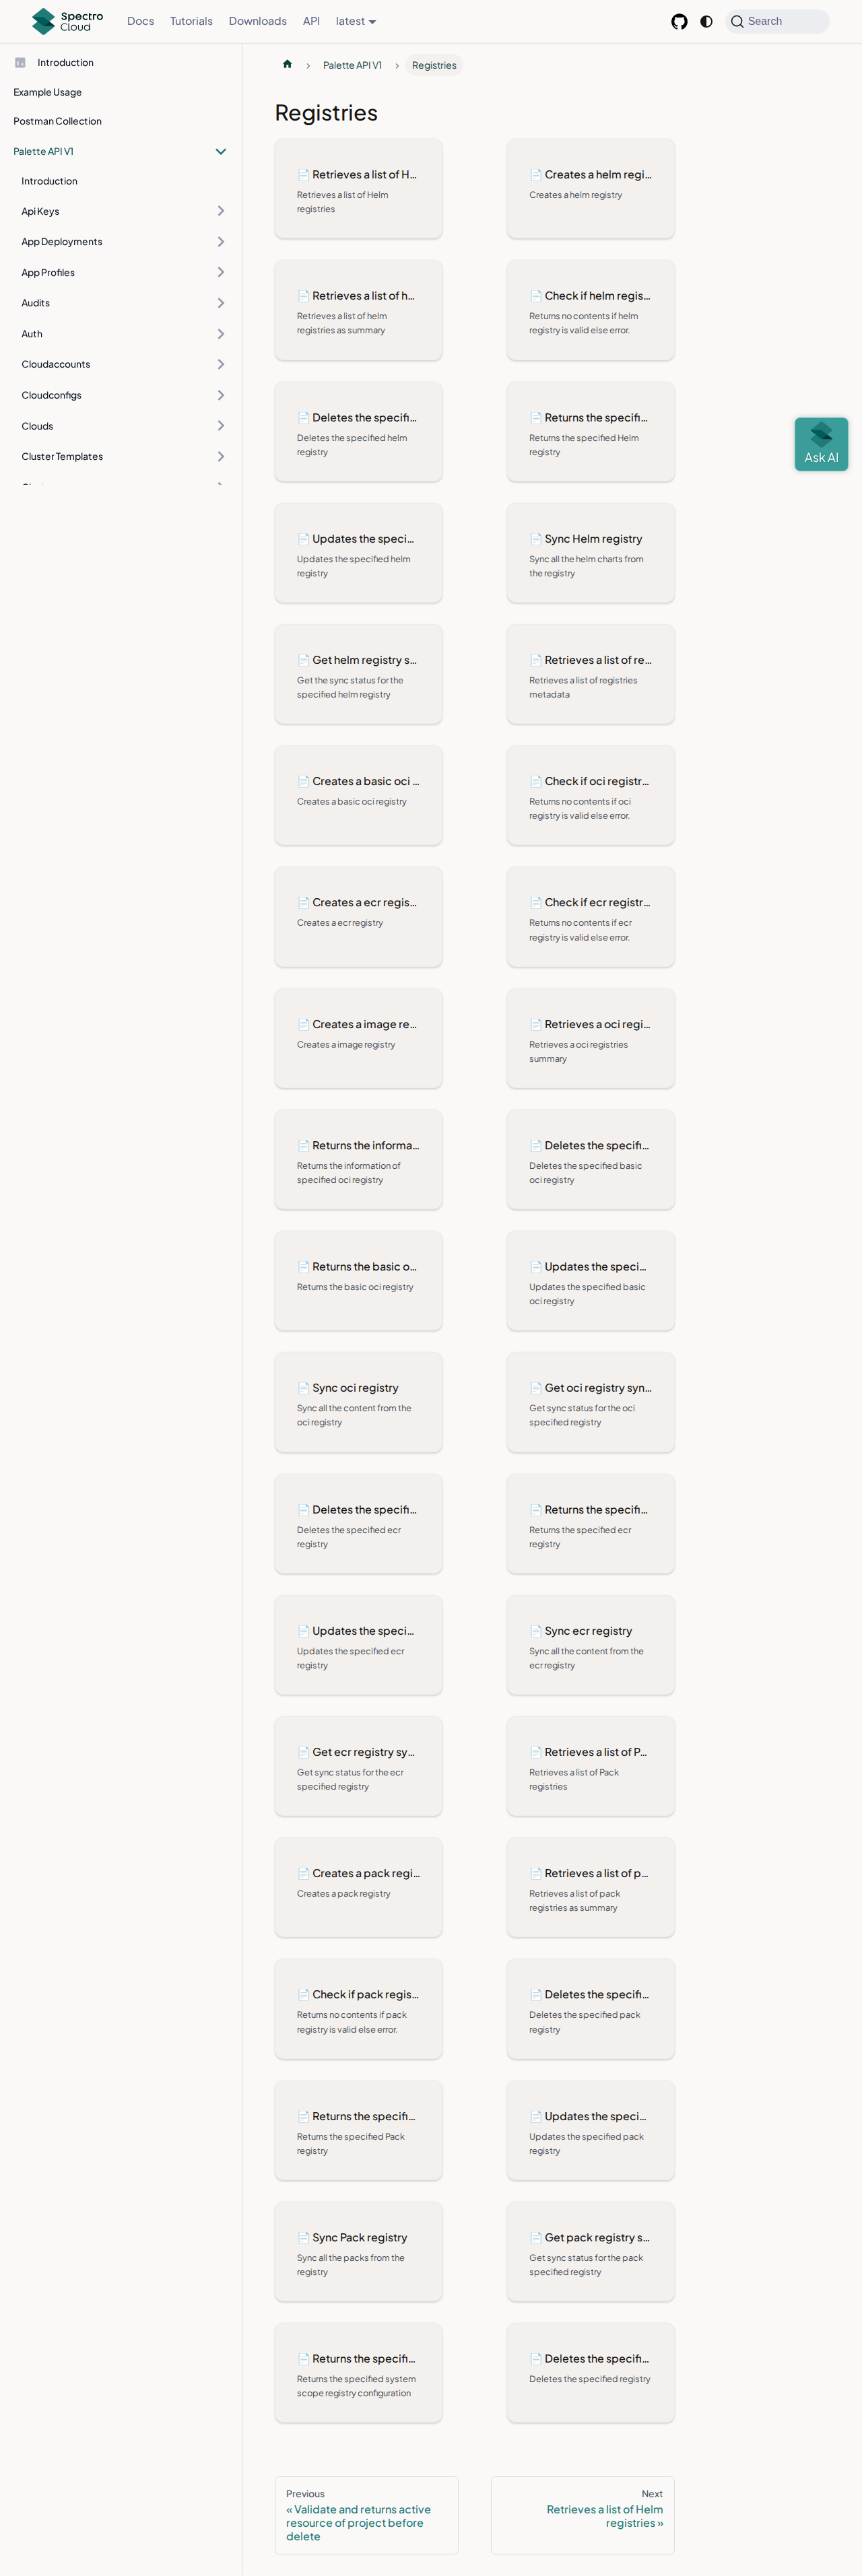 Spectro Cloud
Docs
Tutorials
Downloads
API
latest
Search
Introduction
Example Usage
Postman Collection
Palette API V1
Introduction
Api Keys
App Deployments
App Profiles
Audits
Auth
Cloudaccounts
Cloudconfigs
Clouds
Cluster Templates
Palette API V1
Registries
Registries
Retrieves a list of H...
Retrieves a list of Helm
registries
Creates a helm regi...
Creates a helm registry
Retrieves a list of h...
Retrieves a list of helm
registries as summary
Check if helm regis...
Returns no contents if helm
registry is valid else error.
Deletes the specifi...
Deletes the specified helm
registry
Returns the specifi...
Returns the specified Helm
registry
Updates the speci...
Updates the specified helm
registry
Sync Helm registry
Sync all the helm charts from
the registry
Get helm registry s...
Get the sync status for the
specified helm registry
Retrieves a list of re...
Retrieves a list of registries
metadata
Creates a basic oci ...
Creates a basic oci registry
Check if oci registr...
Returns no contents if oci
registry is valid else error.
Creates a ecr regis...
Creates a ecr registry
Check if ecr registr...
Returns no contents if ecr
registry is valid else error.
Creates a image re...
Creates a image registry
Retrieves a oci regi...
Retrieves a oci registries
summary
Returns the informa...
Returns the information of
specified oci registry
Deletes the specifi...
Deletes the specified basic
oci registry
Returns the basic o...
Returns the basic oci registry
Updates the speci...
Updates the specified basic
oci registry
Sync oci registry
Sync all the content from the
oci registry
Get oci registry syn...
Get sync status for the oci
specified registry
Deletes the specifi...
Deletes the specified ecr
registry
Returns the specifi...
Returns the specified ecr
registry
Updates the speci...
Updates the specified ecr
registry
Sync ecr registry
Sync all the content from the
ecr registry
Get ecr registry sy...
Get sync status for the ecr
specified registry
Retrieves a list of P...
Retrieves a list of Pack
registries
Creates a pack regi...
Creates a pack registry
Retrieves a list of p...
Retrieves a list of pack
registries as summary
Check if pack regis...
Returns no contents if pack
registry is valid else error.
Deletes the specifi...
Deletes the specified pack
registry
Returns the specifi...
Returns the specified Pack
registry
Updates the speci...
Updates the specified pack
registry
Sync Pack registry
Sync all the packs from the
registry
Get pack registry s...
Get sync status for the pack
specified registry
Returns the specifi...
Returns the specified system
scope registry configuration
Deletes the specifi...
Deletes the specified registry
Previous
« Validate and returns active
resource of project before
delete
Next
Retrieves a list of Helm
registries »
Ask AI